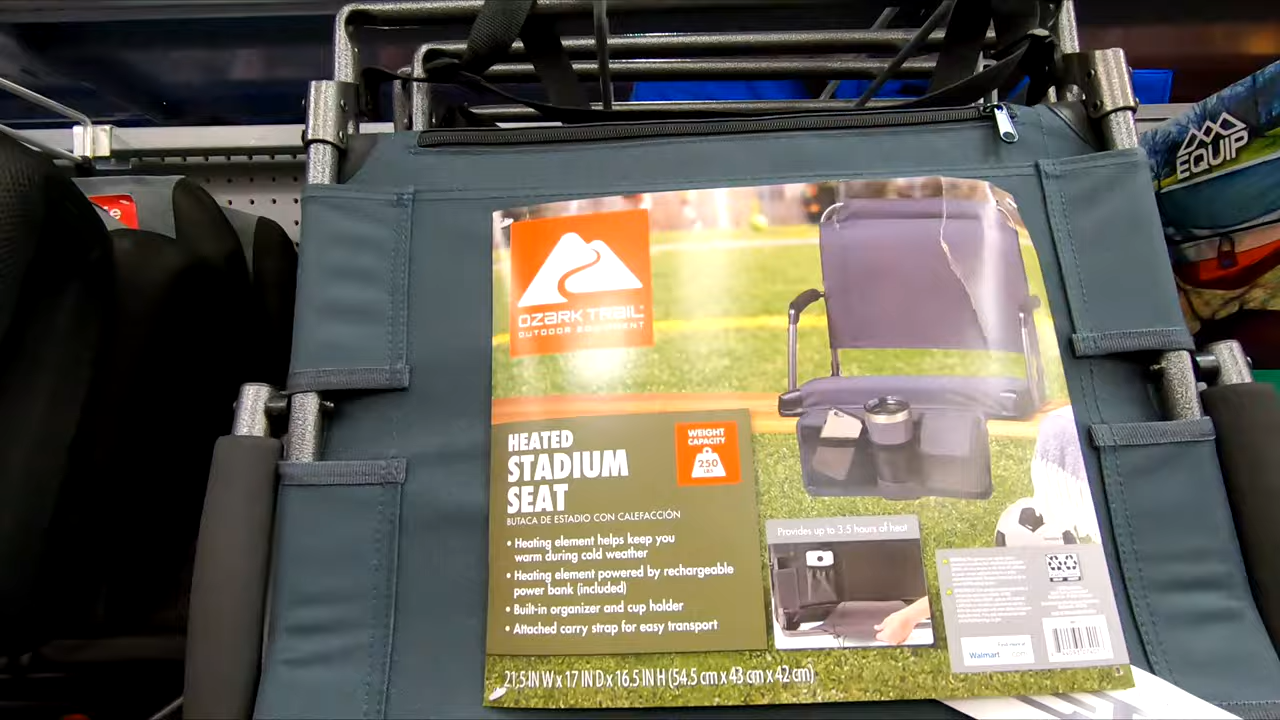 EQUIP
OZARK TRAIL
OUTDOOR EQUIPMENT
HEATED
STADIUM
SEAT
BUTACA DE ESTADIO CON CALEFACCIÓN
WEIGHT
CAPACITY
250
LBS
• Heating element helps keep you
warm during cold weather
• Heating element powered by rechargeable
power bank (included)
• Built-in organizer and cup holder
• Attached carry strap for easy transport
Provides up to 3.5 hours of heat
Walmart
21.5 IN W x 17 IN D x 16.5 IN H (54.5 cm x 43 cm x 42 cm)